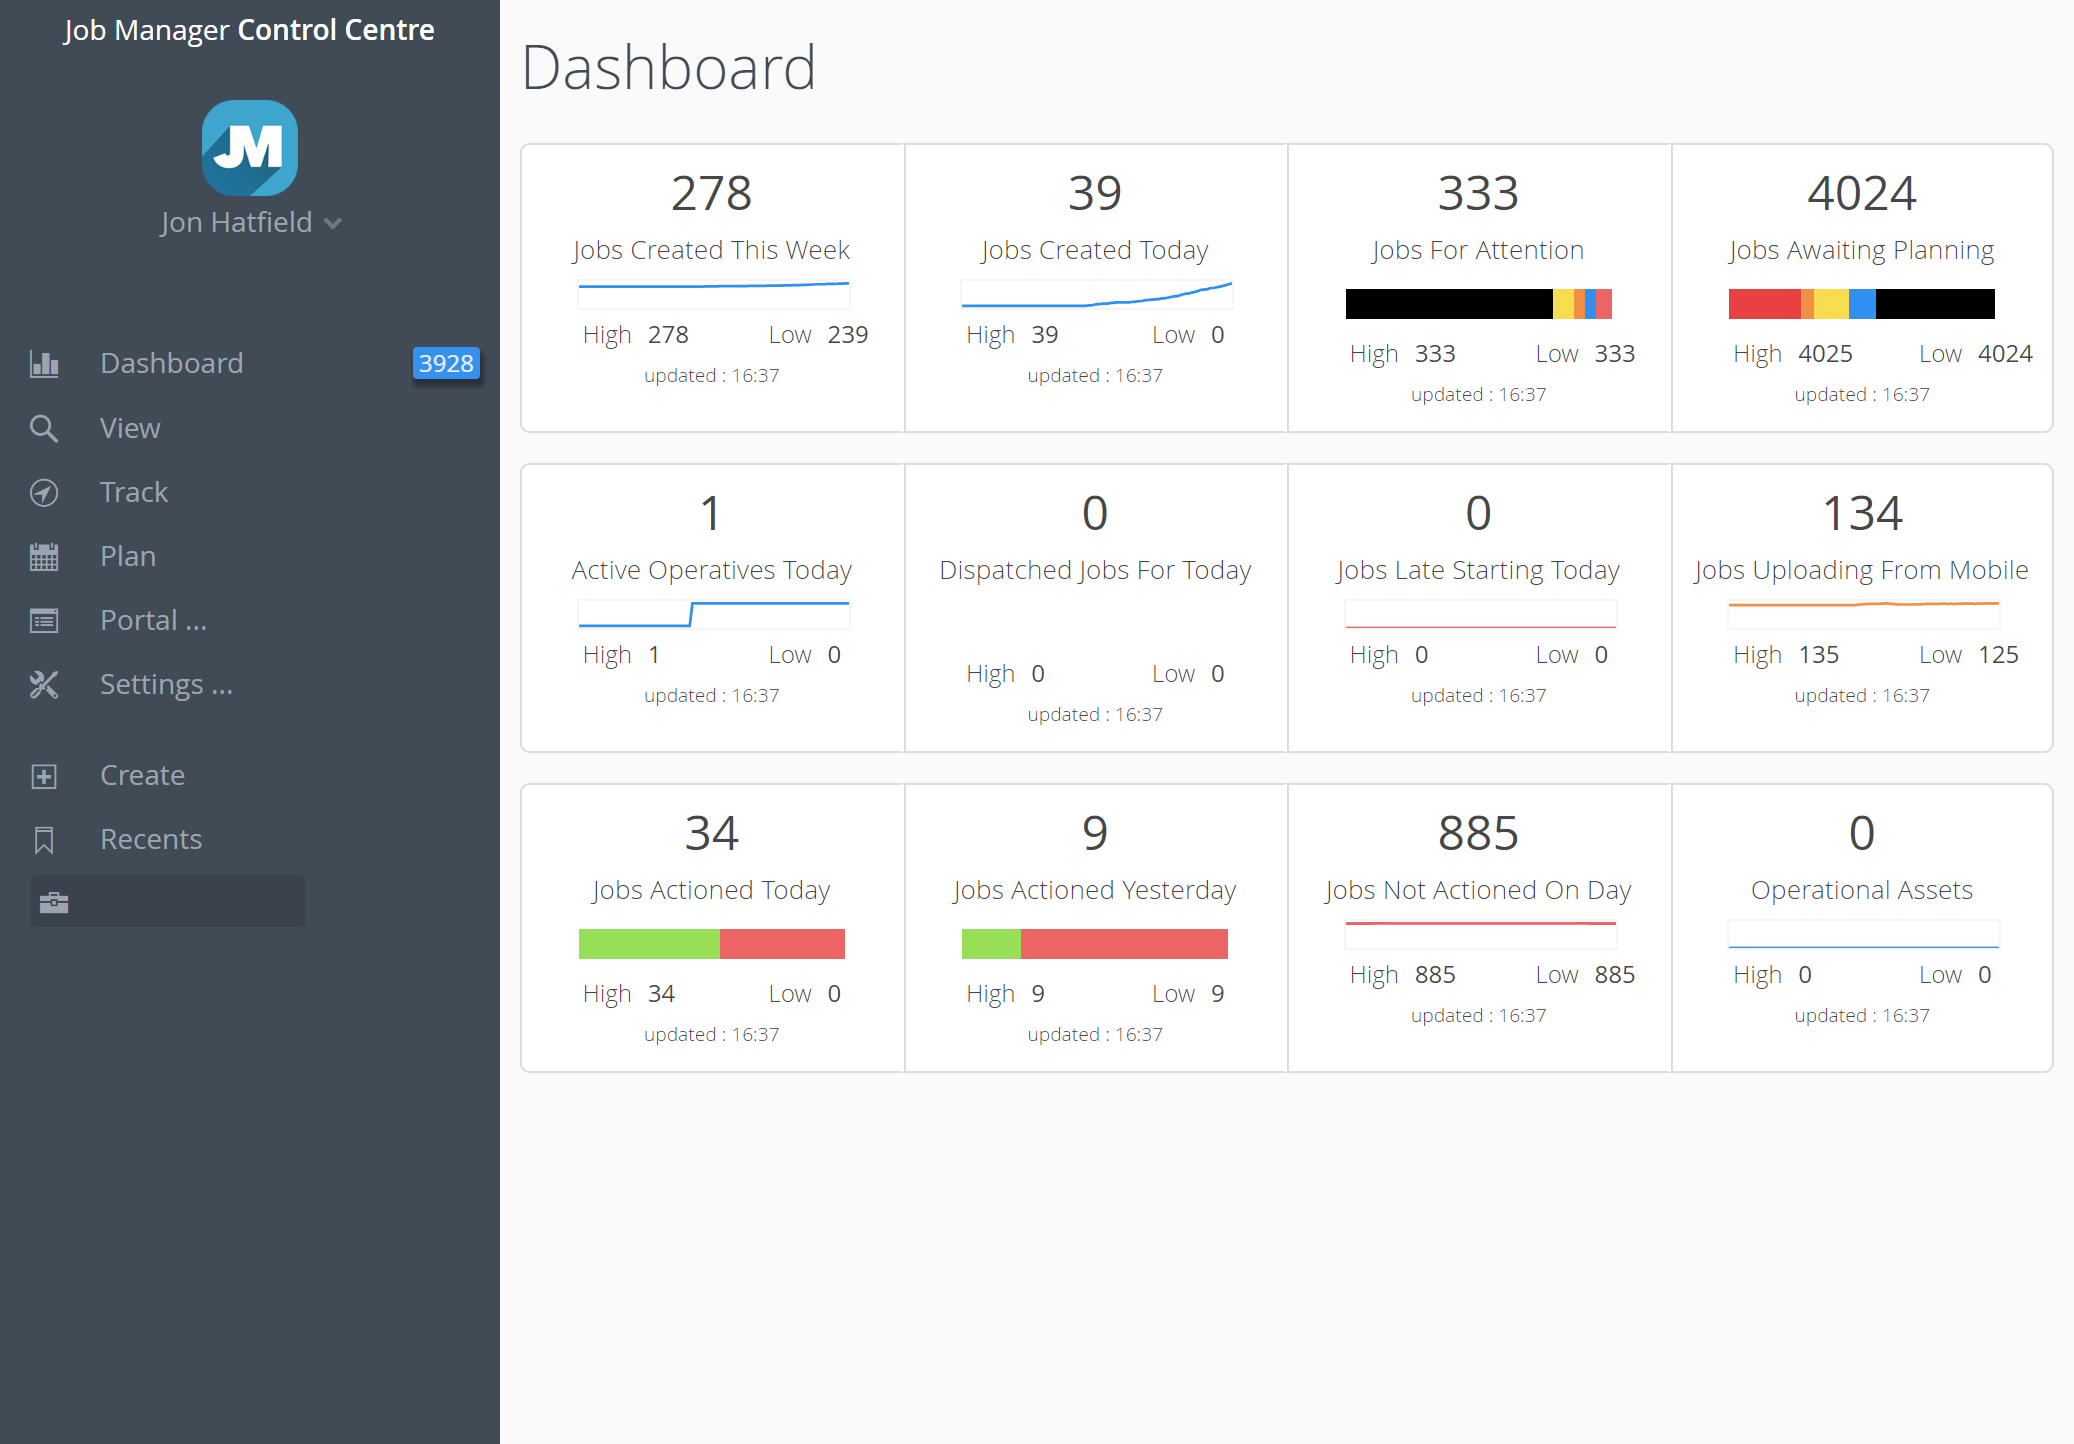 Job Manager Control Centre
JM
Jon Hatfield
Dashboard 3928
View
Track
Plan
Portal ...
Settings ...
Create
Recents
Dashboard
278
Jobs Created This Week
High 278 Low 239
updated : 16:37
39
Jobs Created Today
High 39 Low 0
updated : 16:37
333
Jobs For Attention
High 333 Low 333
updated : 16:37
4024
Jobs Awaiting Planning
High 4025 Low 4024
updated : 16:37
1
Active Operatives Today
High 1 Low 0
updated : 16:37
0
Dispatched Jobs For Today
High 0 Low 0
updated : 16:37
0
Jobs Late Starting Today
High 0 Low 0
updated : 16:37
134
Jobs Uploading From Mobile
High 135 Low 125
updated : 16:37
34
Jobs Actioned Today
High 34 Low 0
updated : 16:37
9
Jobs Actioned Yesterday
High 9 Low 9
updated : 16:37
885
Jobs Not Actioned On Day
High 885 Low 885
updated : 16:37
0
Operational Assets
High 0 Low 0
updated : 16:37